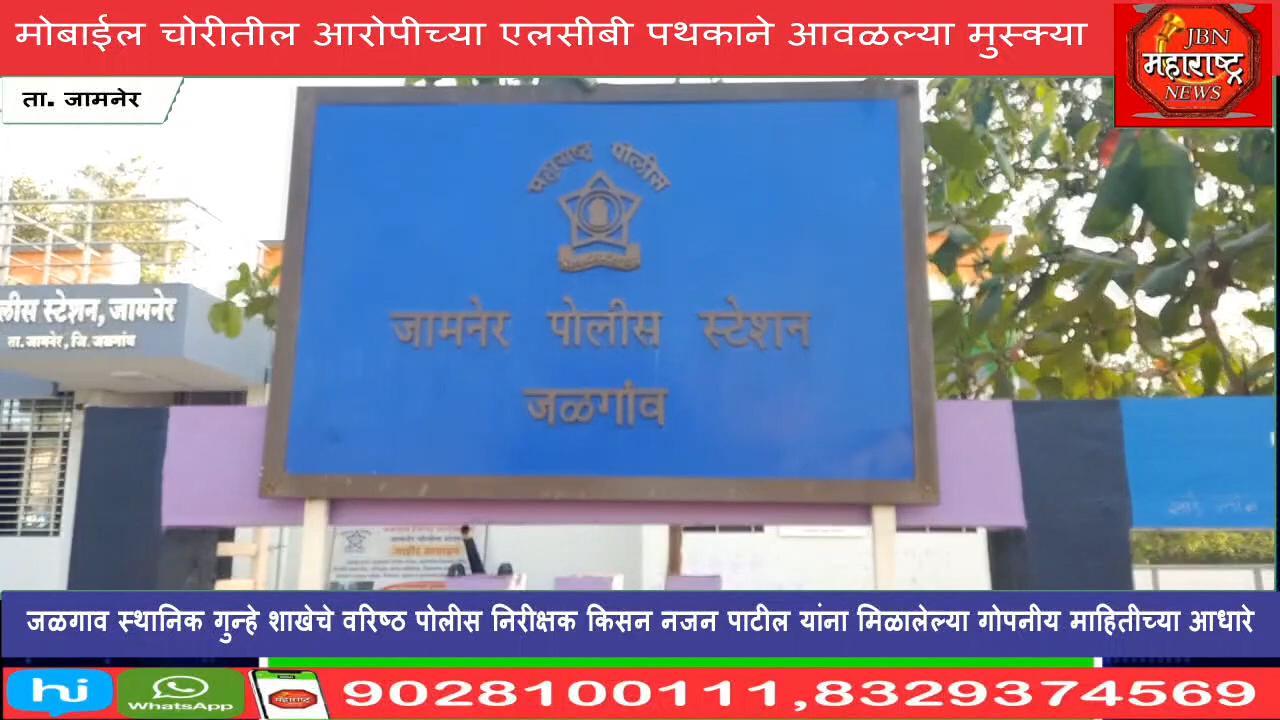 मोबाईल चोरीतील आरोपीच्या एलसीबी पथकाने आवळल्या मुस्क्या
JBN
महाराष्ट्र
NEWS
ता. जामनेर
महाराष्ट्र पोलीस
जामनेर पोलीस स्टेशन
जळगांव
लीस स्टेशन, जामनेर
ता. जामनेर, जि. जळगांव
जळगाव स्थानिक गुन्हे शाखेचे वरिष्ठ पोलीस निरीक्षक किसन नजन पाटील यांना मिळालेल्या गोपनीय माहितीच्या आधारे
hi
WhatsApp
महाराष्ट्र
9028100111,8329374569